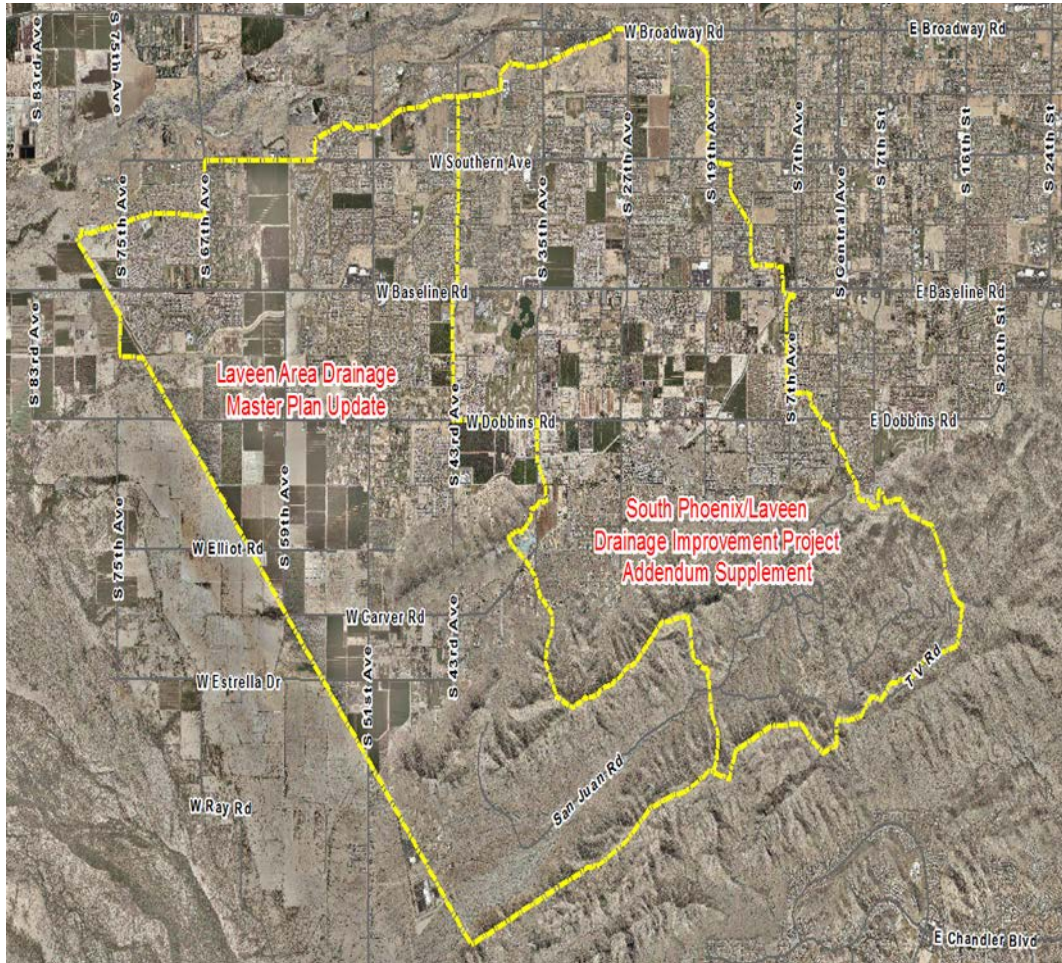 S 83rd Ave
75th Ave
S
W Broadway Rd
E Broadway Rd
W Southern Ave
S 27th Ave
S 19th Ave
S 7th Ave
S Central Ave
S 7th St
S 16th St
S 24th St
S 75th Ave
S 67th Ave
S 35th Ave
W Baseline Rd
E Baseline Rd
S 83rd Ave
S 20th St
Laveen Area Drainage
Master Plan Update
S 43rd Ave
W Dobbins Rd
S 7th Ave
E Dobbins Rd
S 75th Ave
S 59th Ave
W Elliot Rd
South Phoenix/Laveen
Drainage Improvement Project
Addendum Supplement
W Carver Rd
S 43rd Ave
W Estrella Dr
S 51st Ave
T V Rd
San Juan Rd
W Ray Rd
E Chandler Blvd